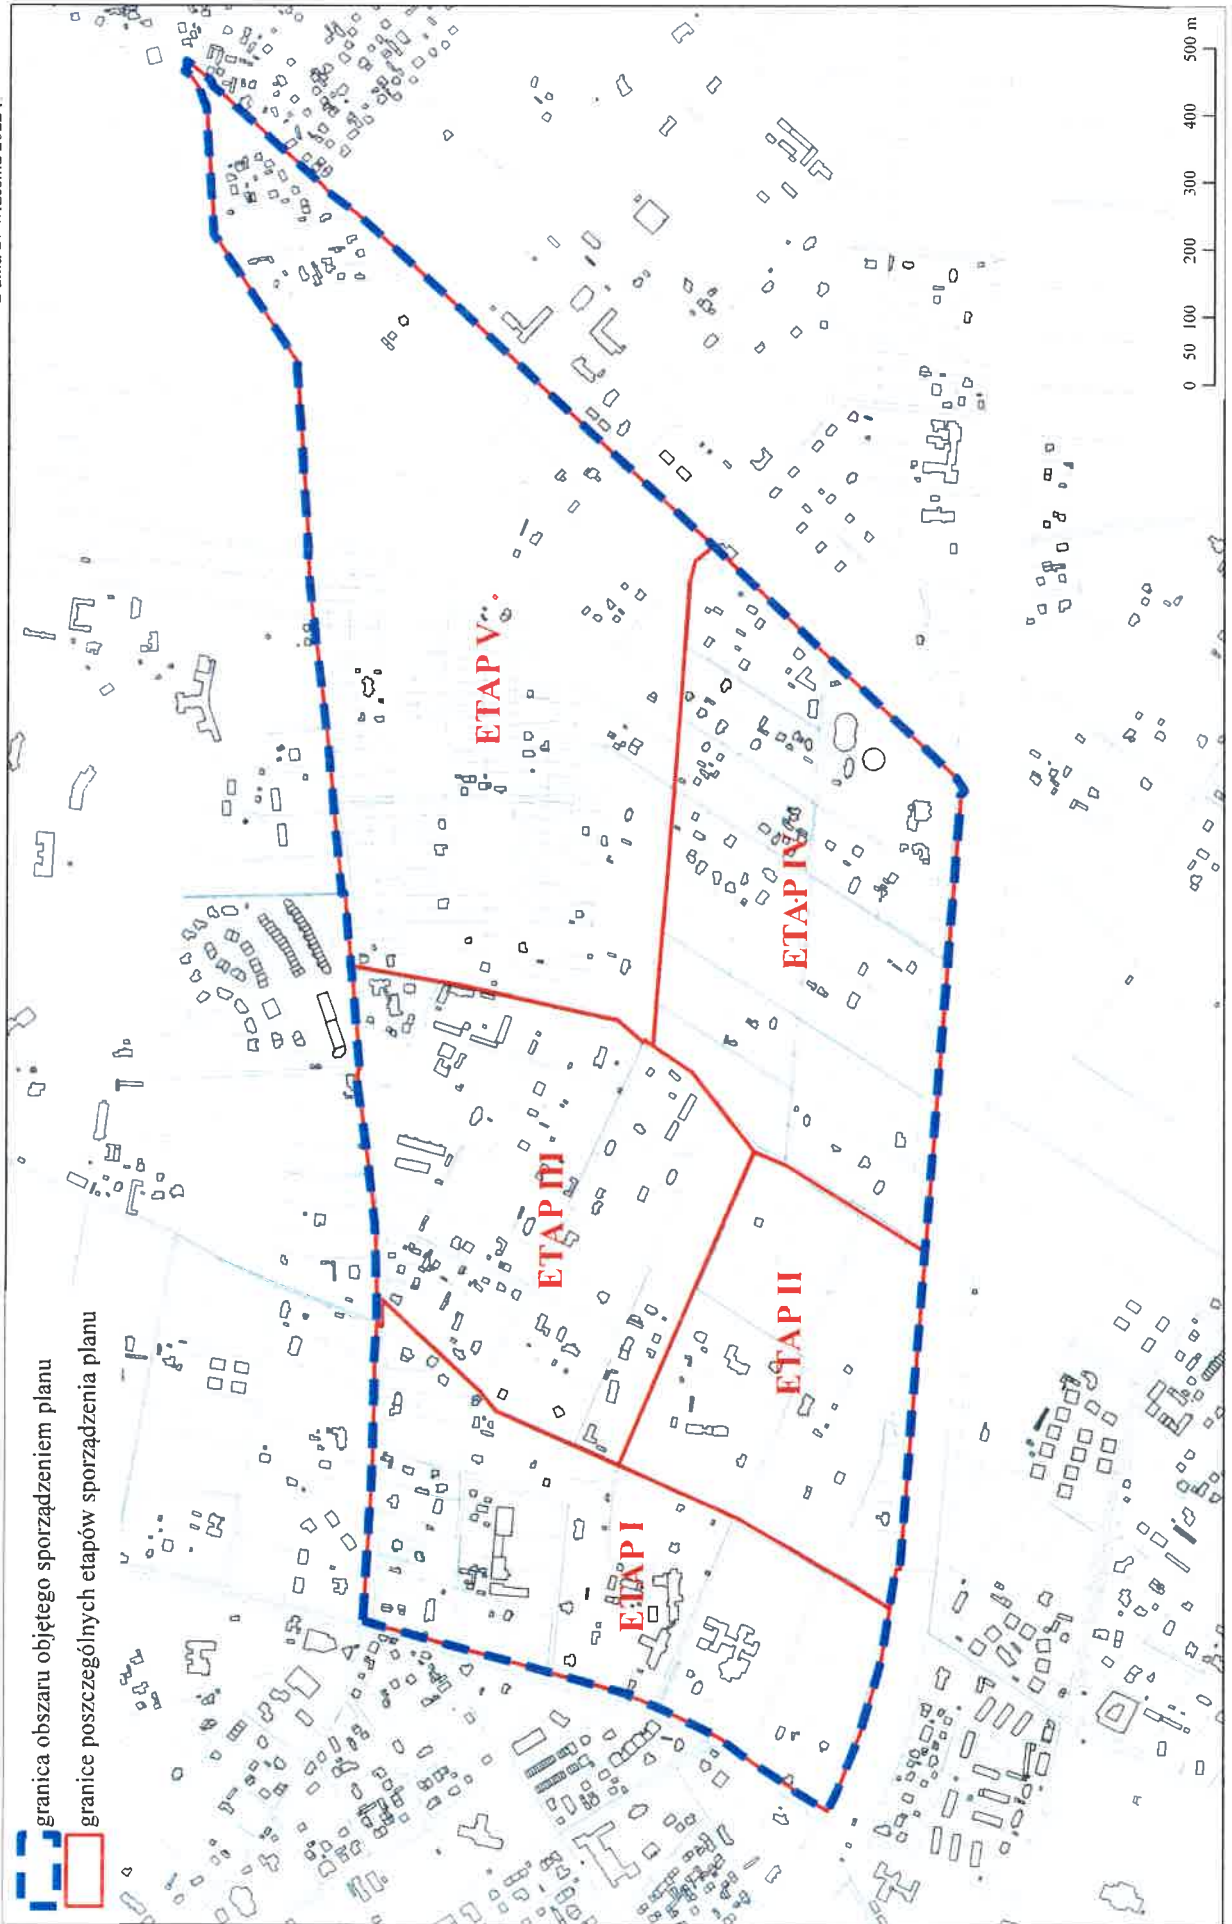 granica obszaru objętego sporządzeniem planu
granice poszczególnych etapów sporządzenia planu
ETAP I
ETAP II
ETAP III
ETAP IV
ETAP V
0 50 100 200 300 400 500 m